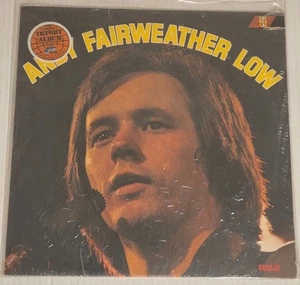 ANDY FAIRWEATHER LOW
IMPORT
ALBUM
RCA